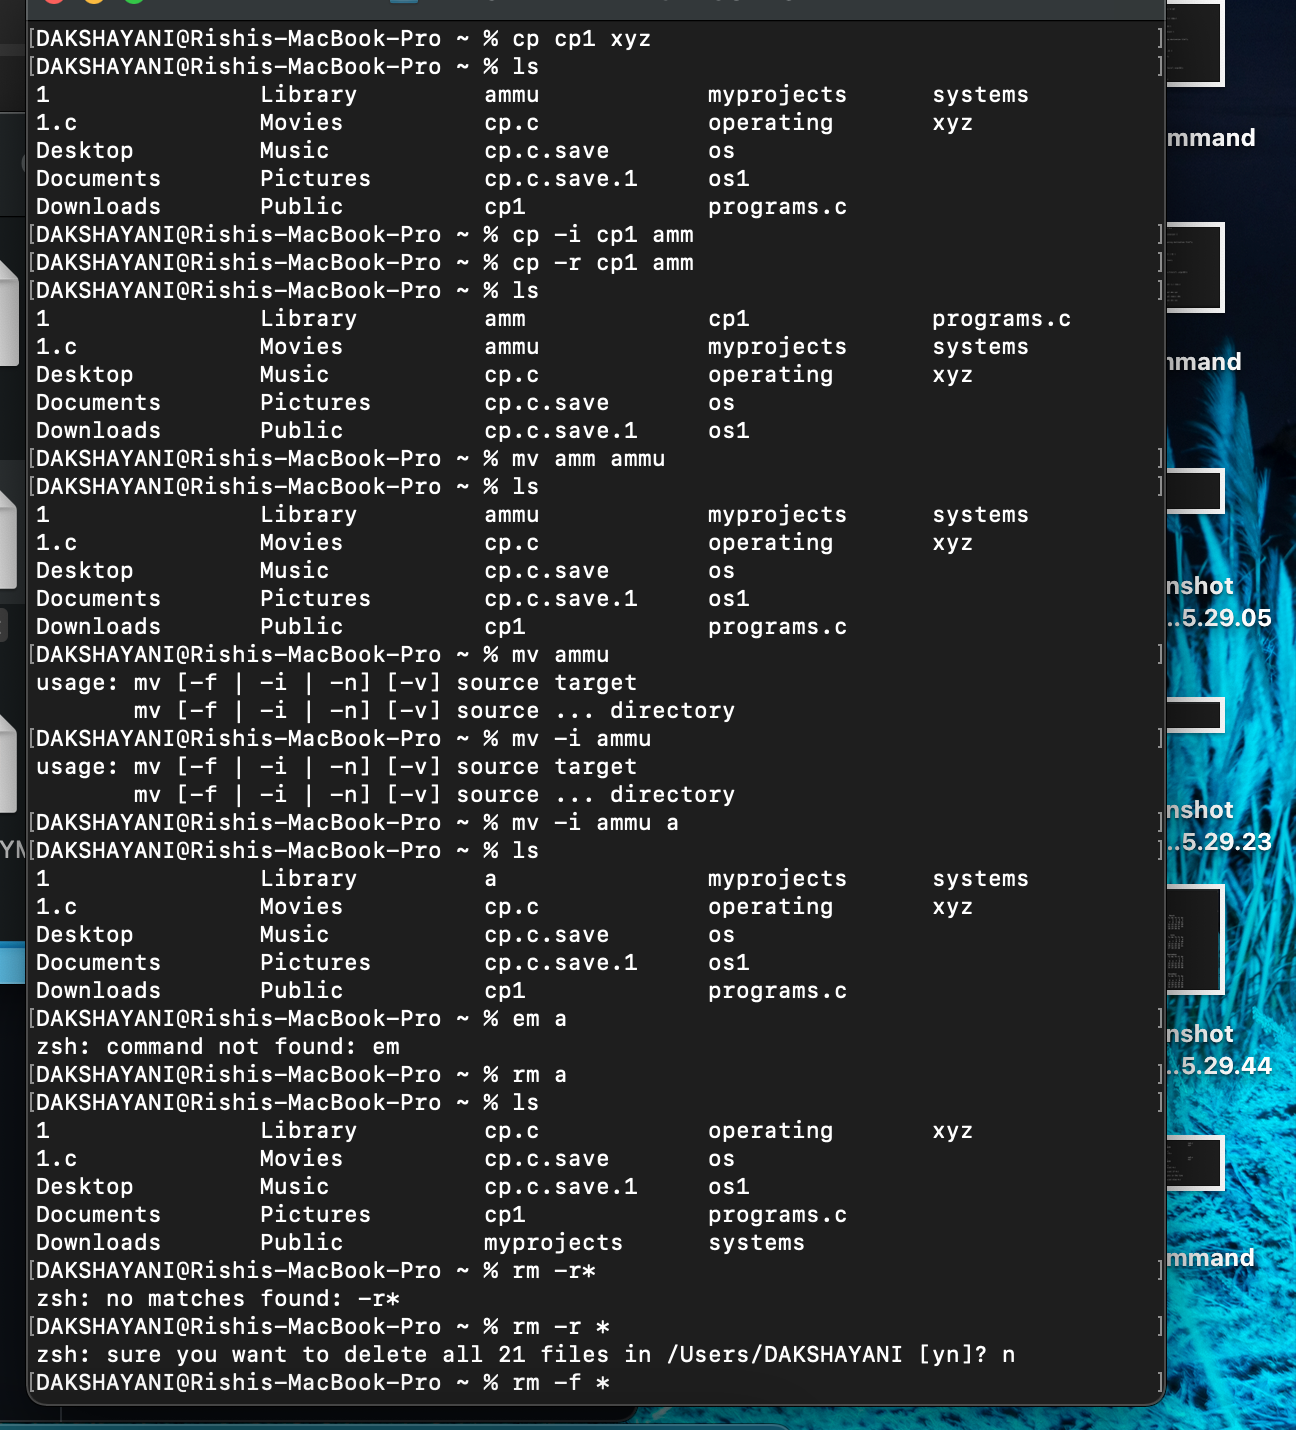 DAKSHAYANI@Rishis-MacBook-Pro ~ % cp cp1 xyz
DAKSHAYANI@Rishis-MacBook-Pro ~ % ls
1 Library ammu myprojects systems
1.c Movies cp.c operating xyz
Desktop Music cp.c.save os
Documents Pictures cp.c.save.1 os1
Downloads Public cp1 programs.c
DAKSHAYANI@Rishis-MacBook-Pro ~ % cp -i cp1 amm
DAKSHAYANI@Rishis-MacBook-Pro ~ % cp -r cp1 amm
DAKSHAYANI@Rishis-MacBook-Pro ~ % ls
1 Library amm cp1 programs.c
1.c Movies ammu myprojects systems
Desktop Music cp.c operating xyz
Documents Pictures cp.c.save os
Downloads Public cp.c.save.1 os1
DAKSHAYANI@Rishis-MacBook-Pro ~ % mv amm ammu
DAKSHAYANI@Rishis-MacBook-Pro ~ % ls
1 Library ammu myprojects systems
1.c Movies cp.c operating xyz
Desktop Music cp.c.save os
Documents Pictures cp.c.save.1 os1
Downloads Public cp1 programs.c
DAKSHAYANI@Rishis-MacBook-Pro ~ % mv ammu
usage: mv [-f | -i | -n] [-v] source target
mv [-f | -i | -n] [-v] source ... directory
DAKSHAYANI@Rishis-MacBook-Pro ~ % mv -i ammu
usage: mv [-f | -i | -n] [-v] source target
mv [-f | -i | -n] [-v] source ... directory
DAKSHAYANI@Rishis-MacBook-Pro ~ % mv -i ammu a
DAKSHAYANI@Rishis-MacBook-Pro ~ % ls
1 Library a myprojects systems
1.c Movies cp.c operating xyz
Desktop Music cp.c.save os
Documents Pictures cp.c.save.1 os1
Downloads Public cp1 programs.c
DAKSHAYANI@Rishis-MacBook-Pro ~ % em a
zsh: command not found: em
DAKSHAYANI@Rishis-MacBook-Pro ~ % rm a
DAKSHAYANI@Rishis-MacBook-Pro ~ % ls
1 Library cp.c operating xyz
1.c Movies cp.c.save os
Desktop Music cp.c.save.1 os1
Documents Pictures cp1 programs.c
Downloads Public myprojects systems
DAKSHAYANI@Rishis-MacBook-Pro ~ % rm -r*
zsh: no matches found: -r*
DAKSHAYANI@Rishis-MacBook-Pro ~ % rm -r *
zsh: sure you want to delete all 21 files in /Users/DAKSHAYANI [yn]? n
DAKSHAYANI@Rishis-MacBook-Pro ~ % rm -f *
mmand
mmand
nshot
..5.29.05
nshot
..5.29.23
nshot
..5.29.44
mmand